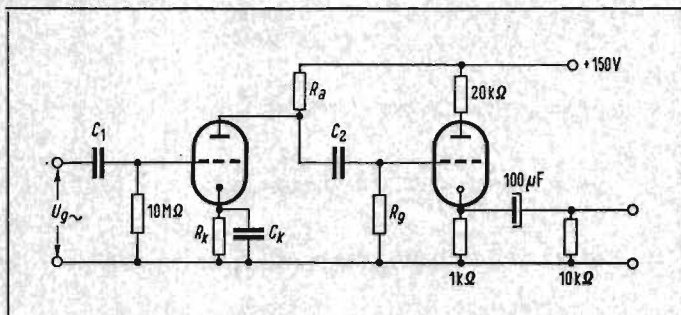 +150V
Ra
20kΩ
C1
C2
100µF
Ug~
10MΩ
Rk
Ck
Rg
1kΩ
10kΩ